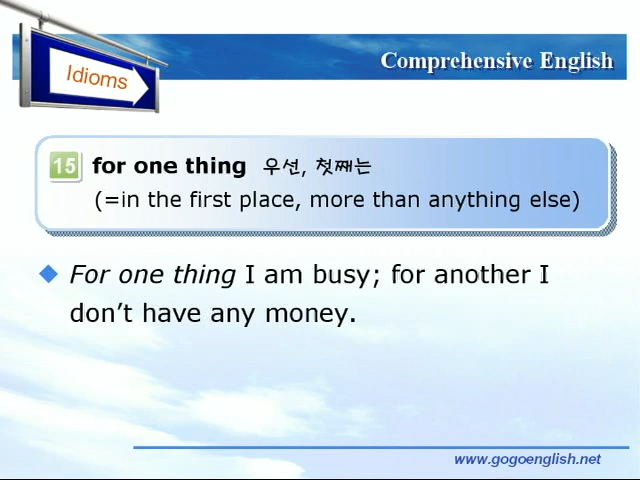 Idioms
Comprehensive English
15 for one thing 우선, 첫째는
(=in the first place, more than anything else)
For one thing I am busy; for another I
don't have any money.
www.gogoenglish.net